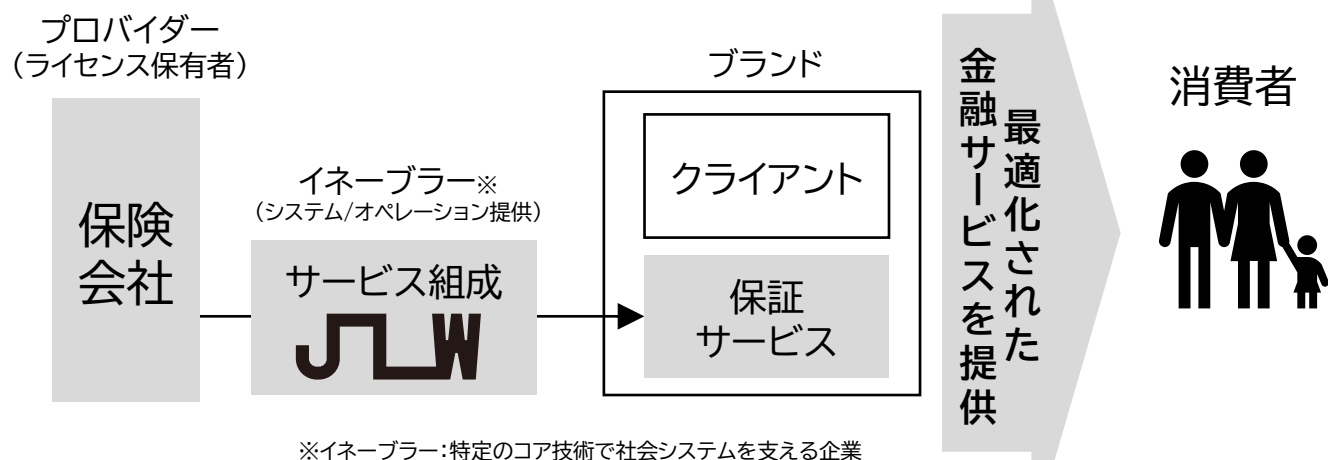 プロバイダー
（ライセンス保有者）
保険
会社
イネーブラー※
（システム/オペレーション提供）
サービス組成
JLW
ブランド
クライアント
保証
サービス
最適化された
金融サービスを提供
消費者
※イネーブラー：特定のコア技術で社会システムを支える企業